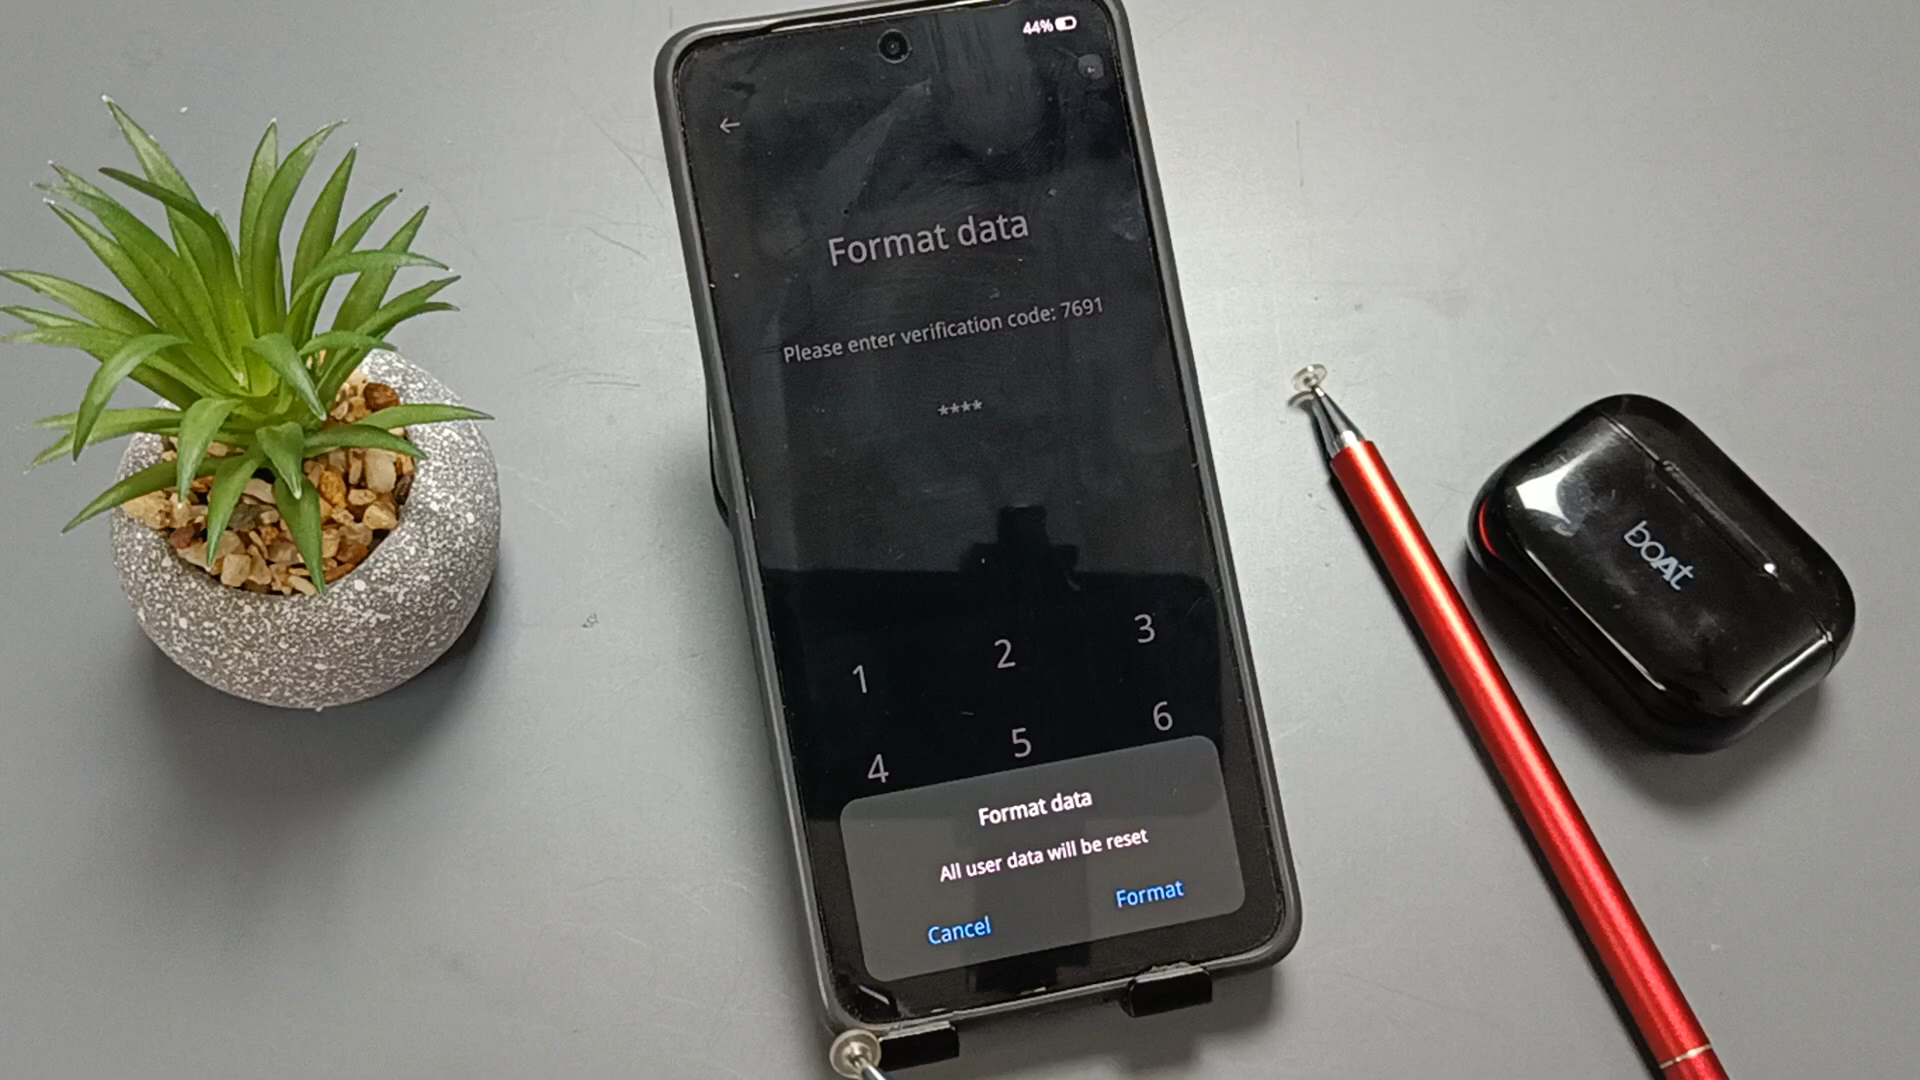 44%
←
Format data
Please enter verification code: 7691
****
1 2 3
4 5 6
Format data
All user data will be reset
Cancel Format
boAt